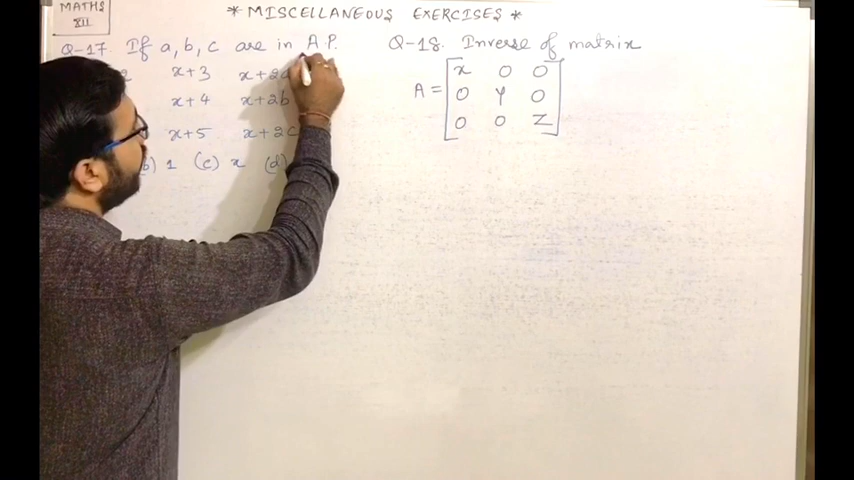 MATHS
XII
* MISCELLANEOUS EXERCISES *
Q-17 If a, b, c are in A.P.
2 x+3 x+2a
x+4 x+2b
x+5 x+2c
(b) 1 (c) x (d)
Q-18. Inverse of matrix
A = [ x 0 0
0 y 0
0 0 z ]